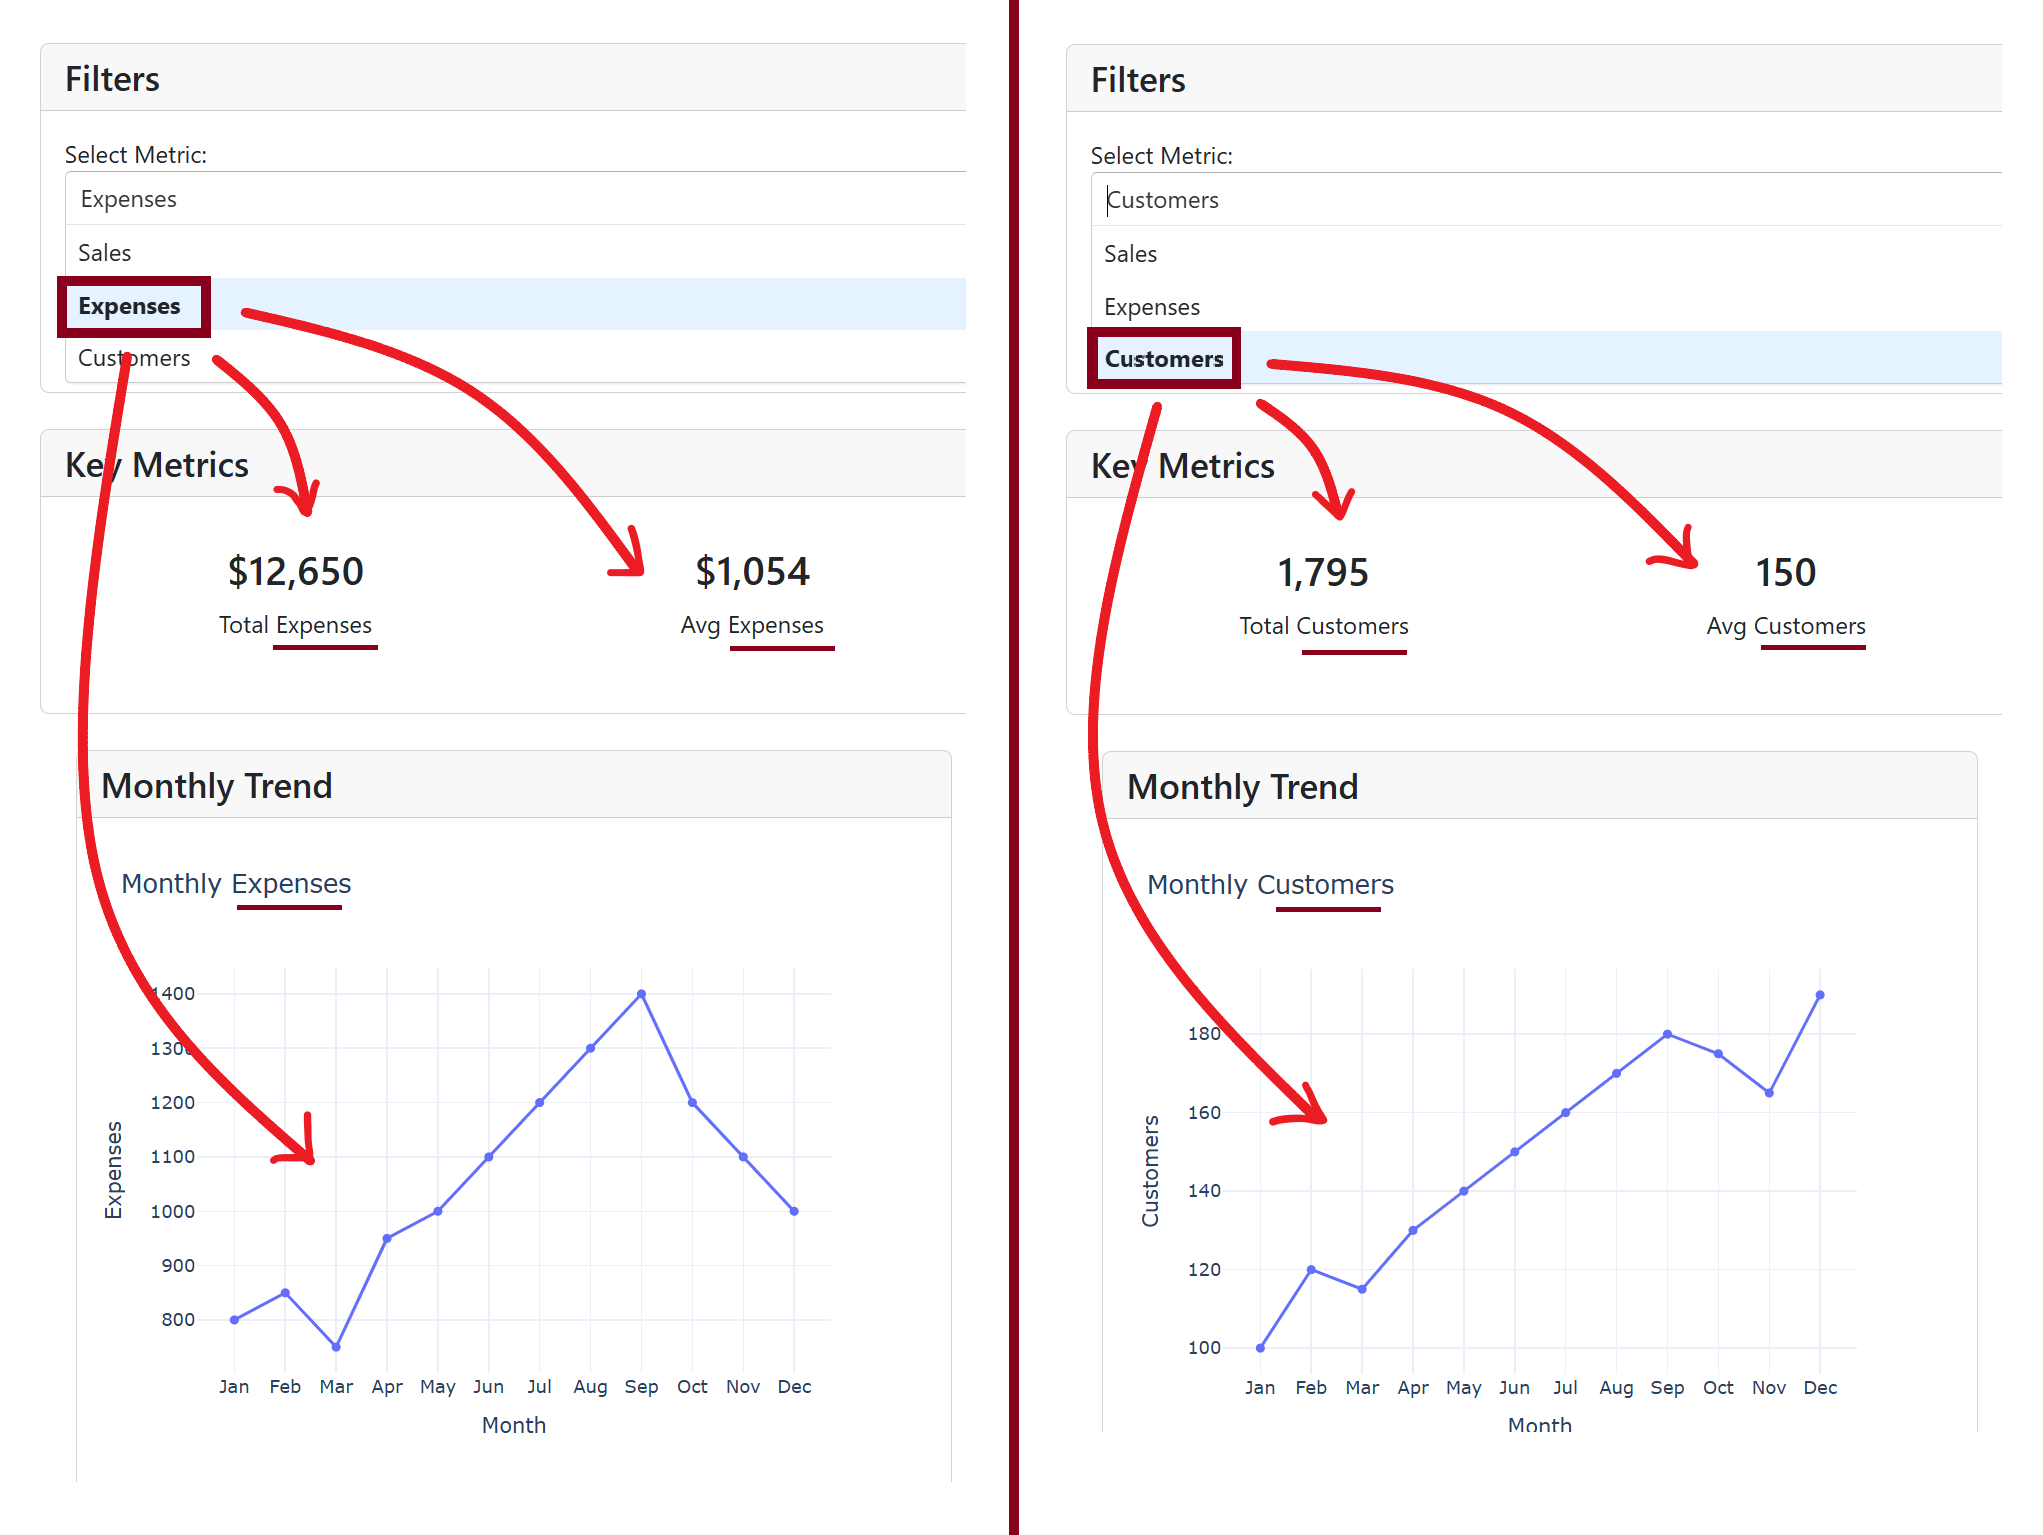 Filters
Select Metric:
Expenses
Sales
Expenses
Customers
Key Metrics
$12,650
$1,054
Total Expenses
Avg Expenses
Monthly Trend
Monthly Expenses
1400
1300
1200
1100
1000
900
800
Expenses
Jan Feb Mar Apr May Jun Jul Aug Sep Oct Nov Dec
Month
Filters
Select Metric:
Customers
Sales
Expenses
Customers
Key Metrics
1,795
150
Total Customers
Avg Customers
Monthly Trend
Monthly Customers
180
160
140
120
100
Customers
Jan Feb Mar Apr May Jun Jul Aug Sep Oct Nov Dec
Month